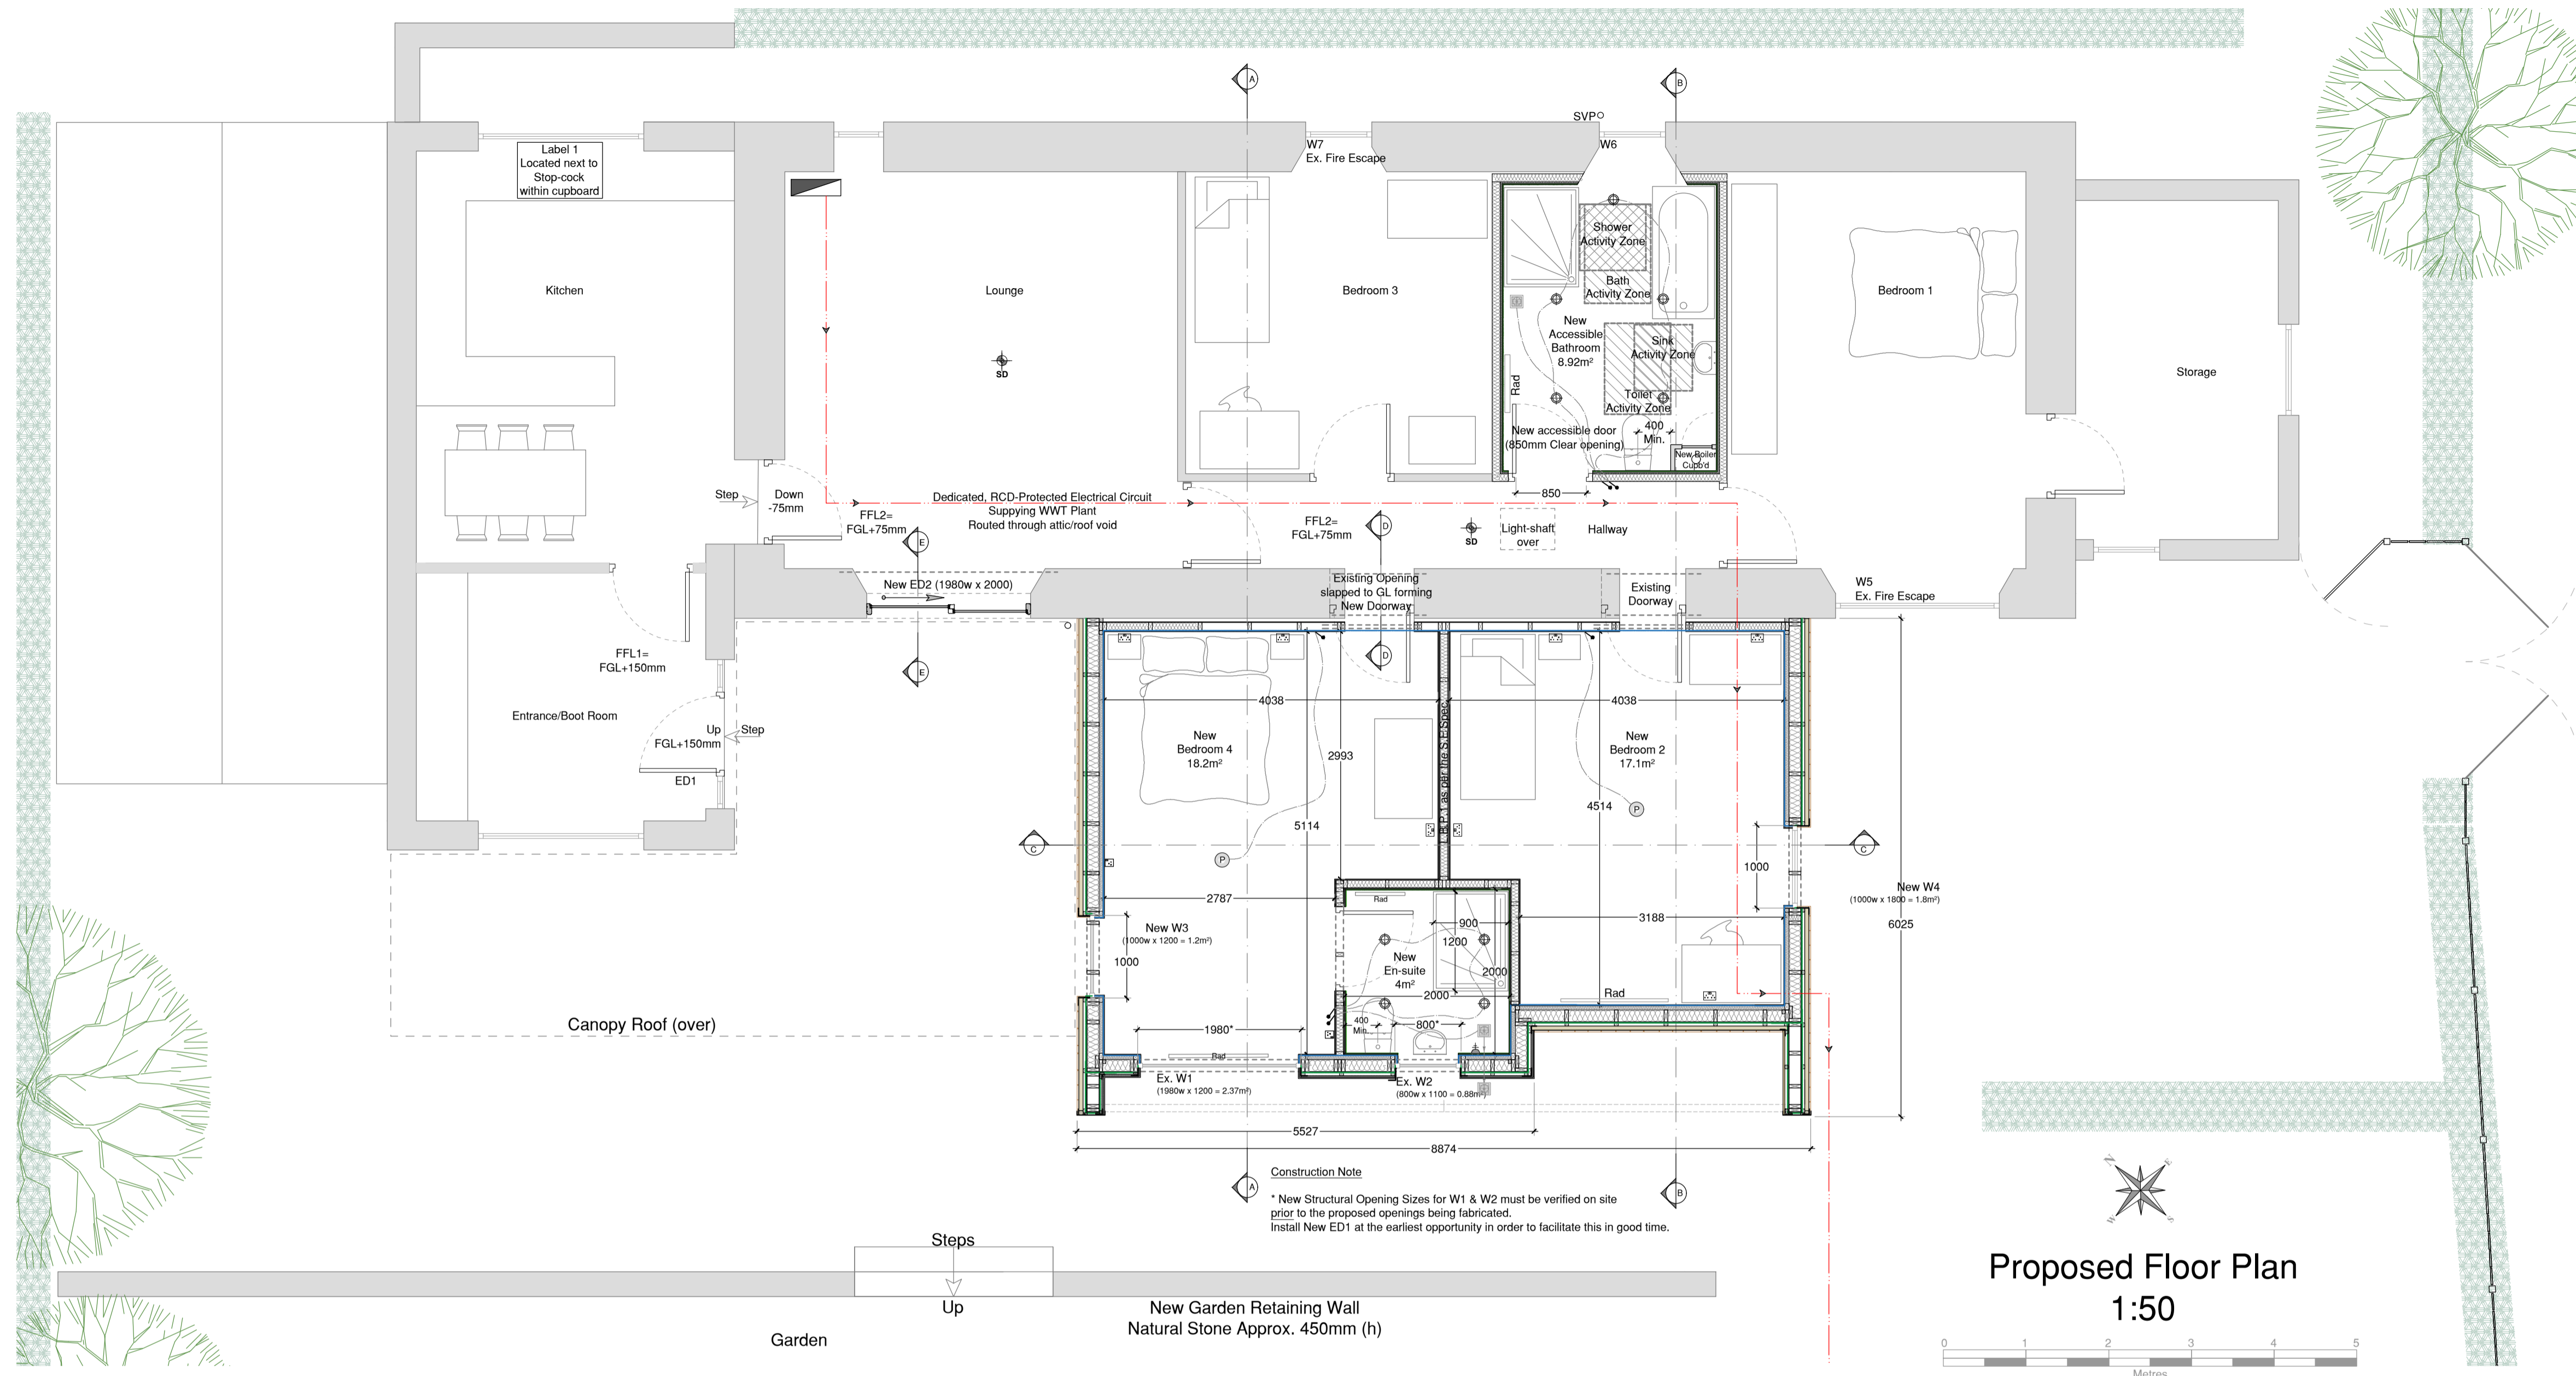 A
B
SVP
W7
Ex. Fire Escape
W6
Label 1
Located next to
Stop-cock
within cupboard
Kitchen
Lounge
Bedroom 3
Shower
Activity Zone
Bath
Activity Zone
New
Accessible
Bathroom
8.92m²
Sink
Activity Zone
Rad
Toilet
Activity Zone
New accessible door
(850mm Clear opening)
400
Min.
New Boiler
Cupb'd
Bedroom 1
Storage
SD
Step
Down
-75mm
850
Dedicated, RCD-Protected Electrical Circuit
Suppying WWT Plant
Routed through attic/roof void
FFL2=
FGL+75mm
E
FFL2=
FGL+75mm
D
SD
Light-shaft
over
Hallway
New ED2 (1980w x 2000)
Existing Opening
slapped to GL forming
New Doorway
Existing
Doorway
W5
Ex. Fire Escape
E
D
FFL1=
FGL+150mm
Entrance/Boot Room
Up
FGL+150mm
Step
ED1
4038
4038
New
Bedroom 4
18.2m²
2993
I.R.P.1 as per the S.E Spec.
New
Bedroom 2
17.1m²
4514
P
5114
P
C
C
1000
2787
New W3
(1000w x 1200 = 1.2m²)
1000
Rad
900
1200
New
En-suite
4m²
2000
2000
3188
New W4
(1000w x 1800 = 1.8m²)
6025
Rad
Canopy Roof (over)
1980*
400
Min.
800*
Rad
Ex. W1
(1980w x 1200 = 2.37m²)
Ex. W2
(800w x 1100 = 0.88m²)
5527
8874
A
B
Construction Note
* New Structural Opening Sizes for W1 & W2 must be verified on site
prior to the proposed openings being fabricated.
Install New ED1 at the earliest opportunity in order to facilitate this in good time.
N
E
W
S
Steps
Up
New Garden Retaining Wall
Natural Stone Approx. 450mm (h)
Garden
Proposed Floor Plan
1:50
0 1 2 3 4 5
Metres